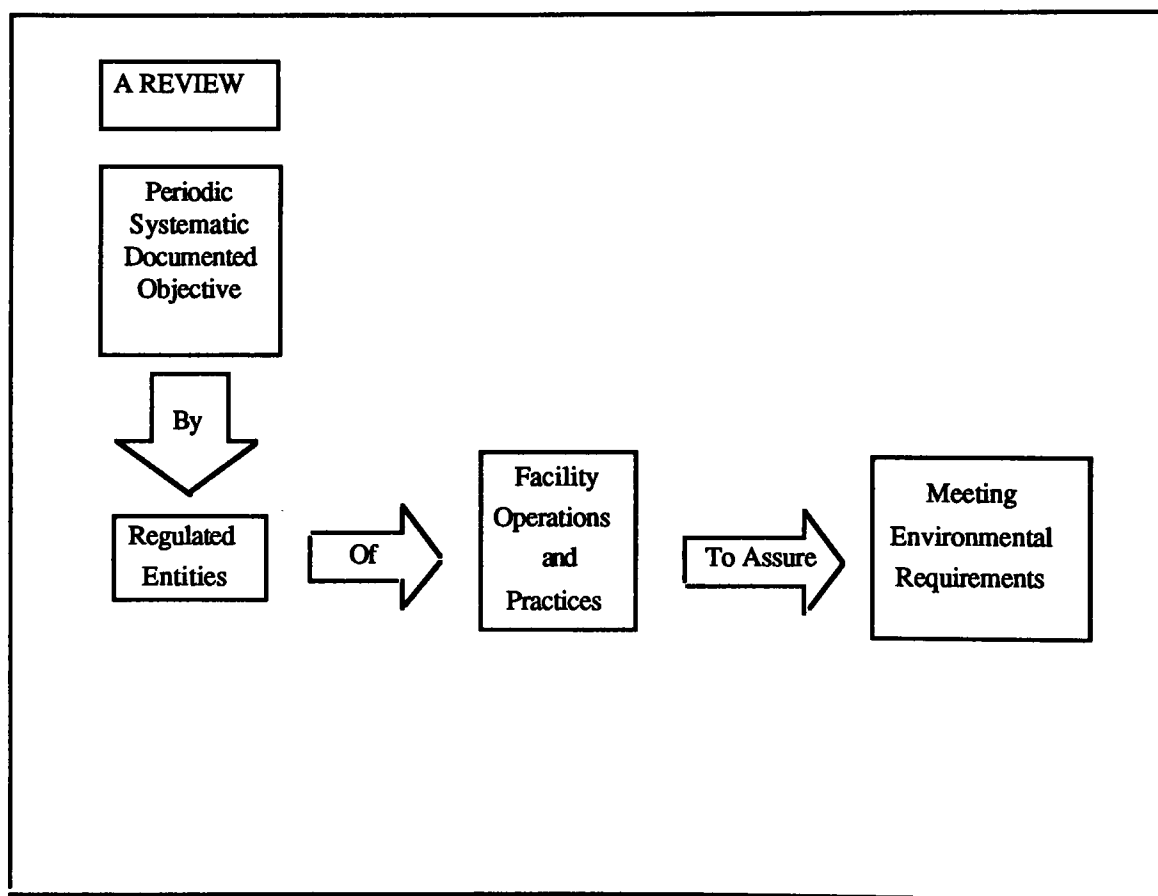 A REVIEW
Periodic
Systematic
Documented
Objective
By
Regulated
Entities
Of
Facility
Operations
and
Practices
To Assure
Meeting
Environmental
Requirements